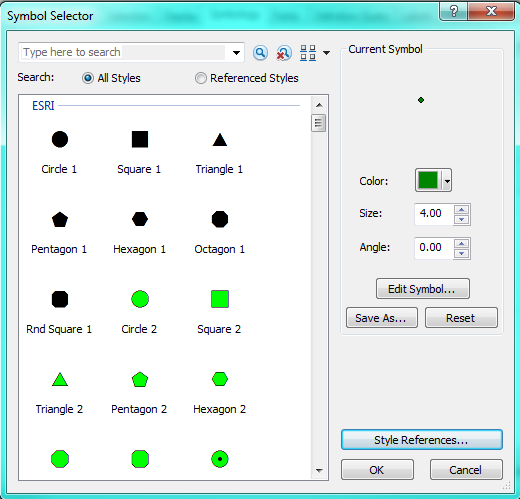 Symbol Selector
Type here to search
Search: All Styles Referenced Styles
ESRI
Circle 1 Square 1 Triangle 1
Pentagon 1 Hexagon 1 Octagon 1
Rnd Square 1 Circle 2 Square 2
Triangle 2 Pentagon 2 Hexagon 2
Current Symbol
Color:
Size: 4.00
Angle: 0.00
Edit Symbol...
Save As... Reset
Style References...
OK Cancel